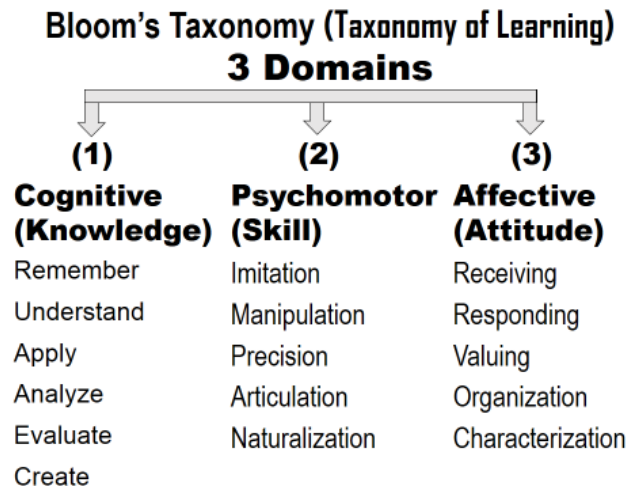 Bloom's Taxonomy (Taxonomy of Learning)
3 Domains
(1)
Cognitive
(Knowledge)
Remember
Understand
Apply
Analyze
Evaluate
Create
(2)
Psychomotor
(Skill)
Imitation
Manipulation
Precision
Articulation
Naturalization
(3)
Affective
(Attitude)
Receiving
Responding
Valuing
Organization
Characterization